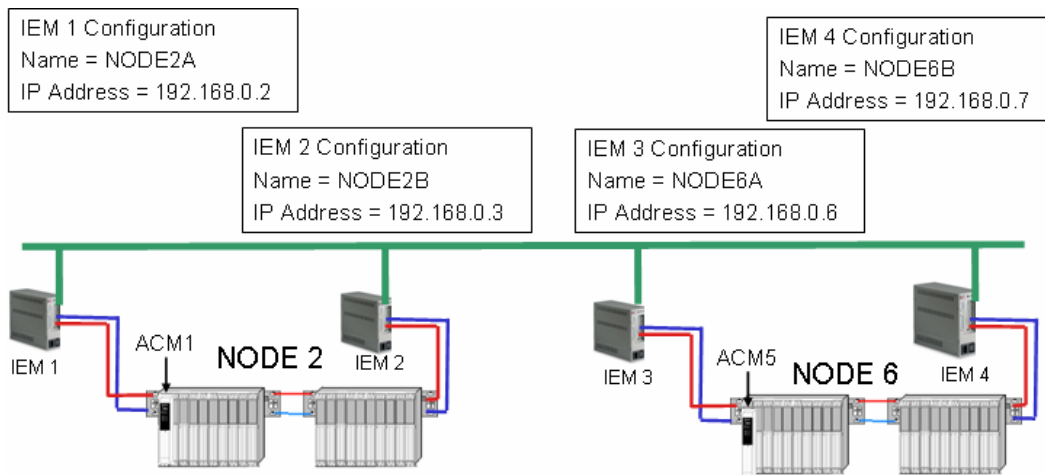 IEM 1 Configuration
Name = NODE2A
IP Address = 192.168.0.2
IEM 4 Configuration
Name = NODE6B
IP Address = 192.168.0.7
IEM 2 Configuration
Name = NODE2B
IP Address = 192.168.0.3
IEM 3 Configuration
Name = NODE6A
IP Address = 192.168.0.6
IEM 1
ACM1
NODE 2
IEM 2
IEM 3
ACM5
NODE 6
IEM 4